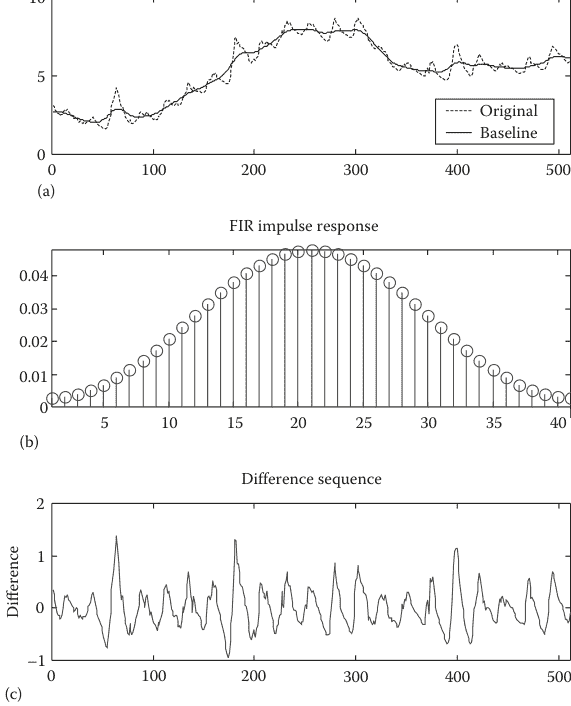 10
5
Original
Baseline
0
0 100 200 300 400 500
(a)
FIR impulse response
0.04
0.03
0.02
0.01
0
5 10 15 20 25 30 35 40
(b)
Difference sequence
2
1
0
−1
Difference
0 100 200 300 400 500
(c)